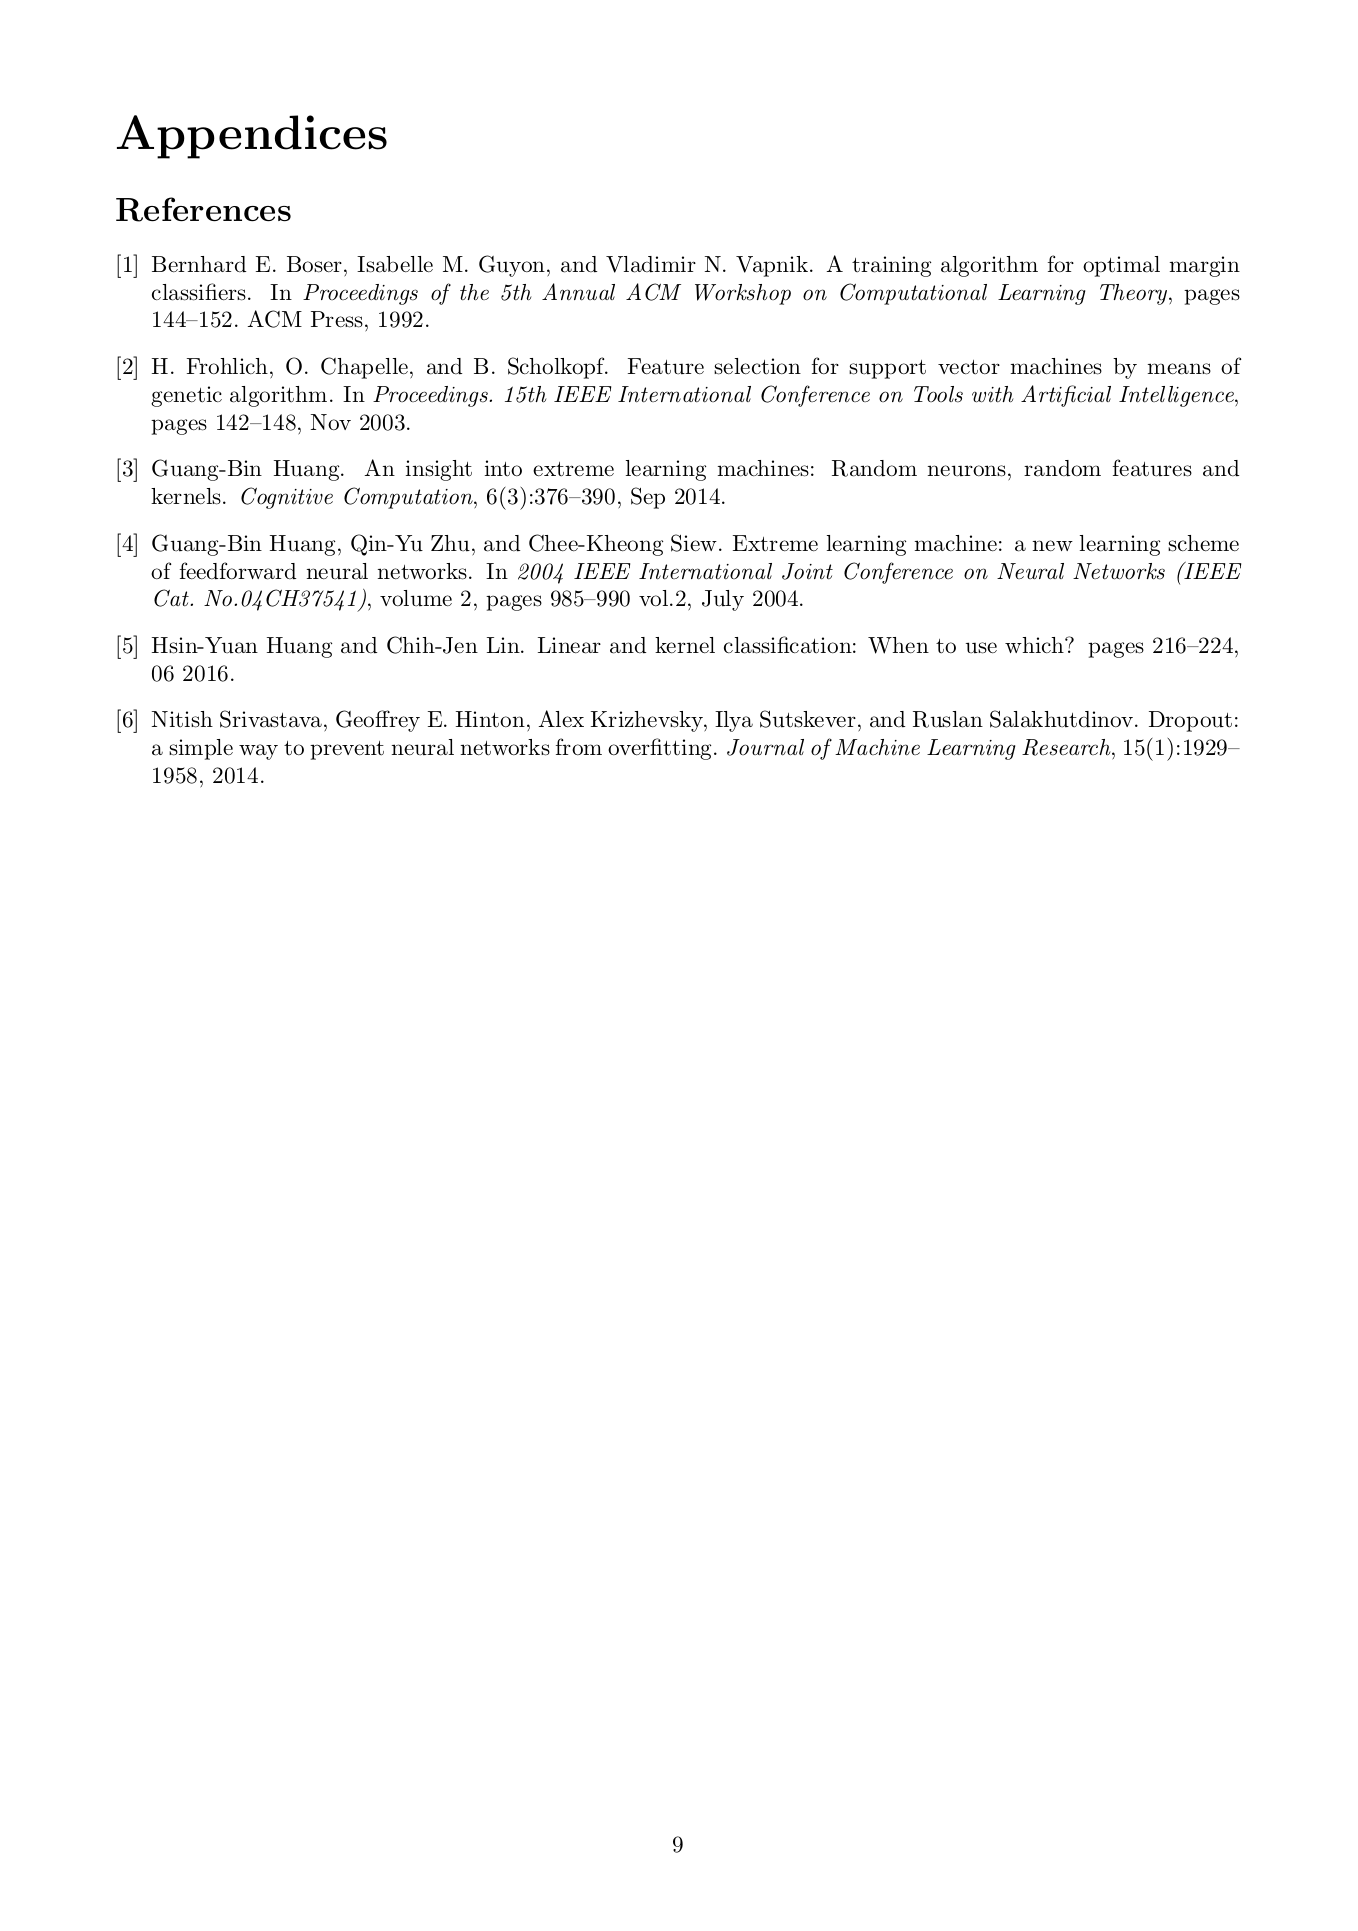 Appendices
References
[1] Bernhard E. Boser, Isabelle M. Guyon, and Vladimir N. Vapnik. A training algorithm for optimal margin
classifiers. In Proceedings of the 5th Annual ACM Workshop on Computational Learning Theory, pages
144–152. ACM Press, 1992.
[2] H. Frohlich, O. Chapelle, and B. Scholkopf. Feature selection for support vector machines by means of
genetic algorithm. In Proceedings. 15th IEEE International Conference on Tools with Artificial Intelligence,
pages 142–148, Nov 2003.
[3] Guang-Bin Huang. An insight into extreme learning machines: Random neurons, random features and
kernels. Cognitive Computation, 6(3):376–390, Sep 2014.
[4] Guang-Bin Huang, Qin-Yu Zhu, and Chee-Kheong Siew. Extreme learning machine: a new learning scheme
of feedforward neural networks. In 2004 IEEE International Joint Conference on Neural Networks (IEEE
Cat. No.04CH37541), volume 2, pages 985–990 vol.2, July 2004.
[5] Hsin-Yuan Huang and Chih-Jen Lin. Linear and kernel classification: When to use which? pages 216–224,
06 2016.
[6] Nitish Srivastava, Geoffrey E. Hinton, Alex Krizhevsky, Ilya Sutskever, and Ruslan Salakhutdinov. Dropout:
a simple way to prevent neural networks from overfitting. Journal of Machine Learning Research, 15(1):1929–
1958, 2014.
9